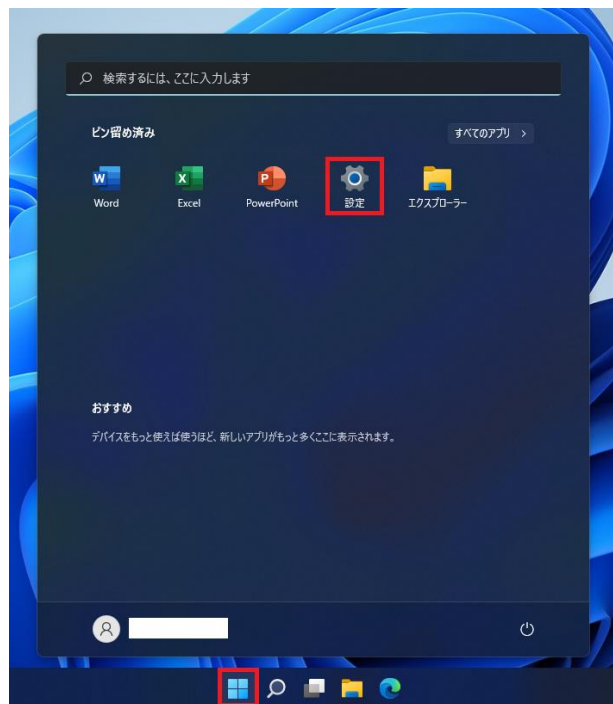 検索するには、ここに入力します
ピン留め済み
すべてのアプリ >
W
X
P
Word
Excel
PowerPoint
設定
エクスプローラー
おすすめ
デバイスをもっと使えば使うほど、新しいアプリがもっと多くここに表示されます。